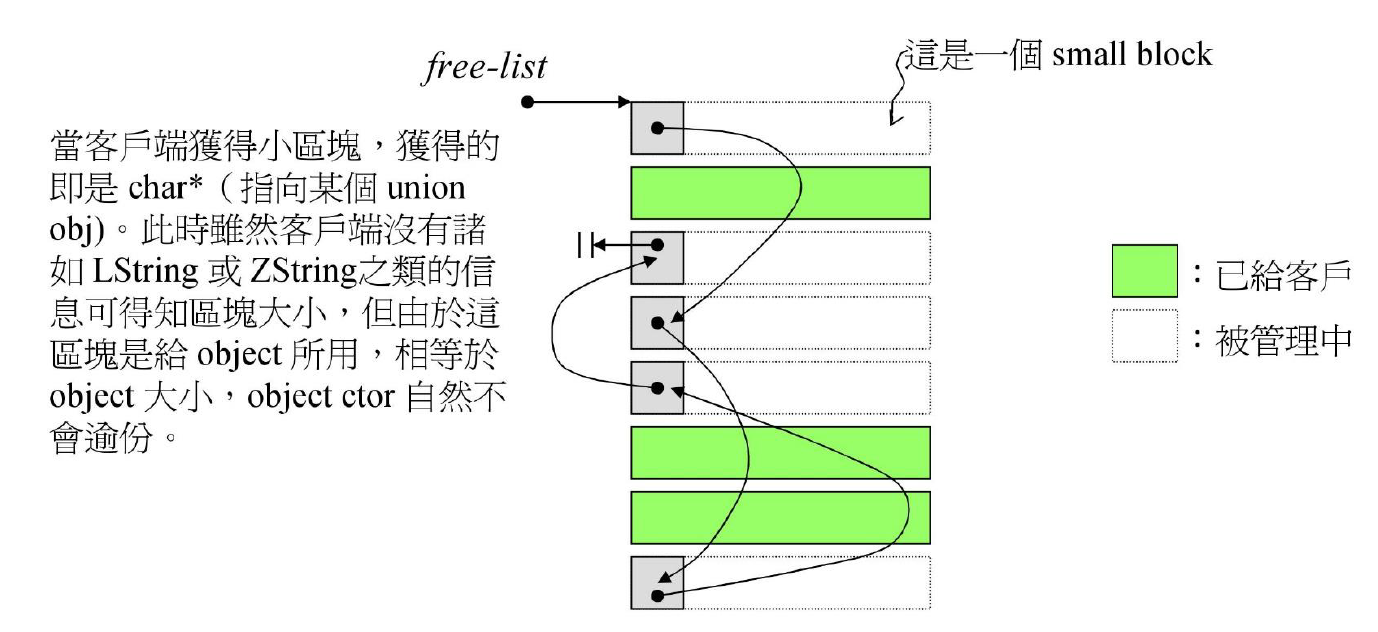 free-list
這是一個 small block
當客戶端獲得小區塊，獲得的
即是 char*（指向某個 union
obj)。此時雖然客戶端沒有諸
如 LString 或 ZString之類的信
息可得知區塊大小，但由於這
區塊是給 object 所用，相等於
object 大小，object ctor 自然不
會逾份。
：已給客戶
：被管理中